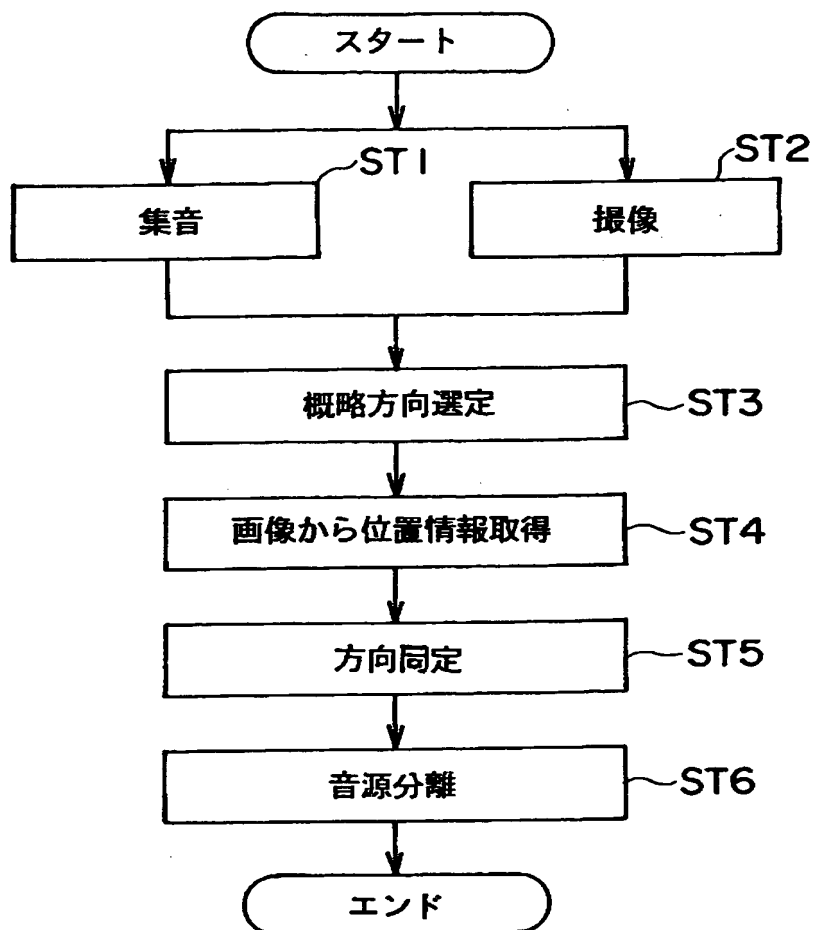 スタート
ST1
集音
ST2
撮像
概略方向選定
ST3
画像から位置情報取得
ST4
方向同定
ST5
音源分離
ST6
エンド